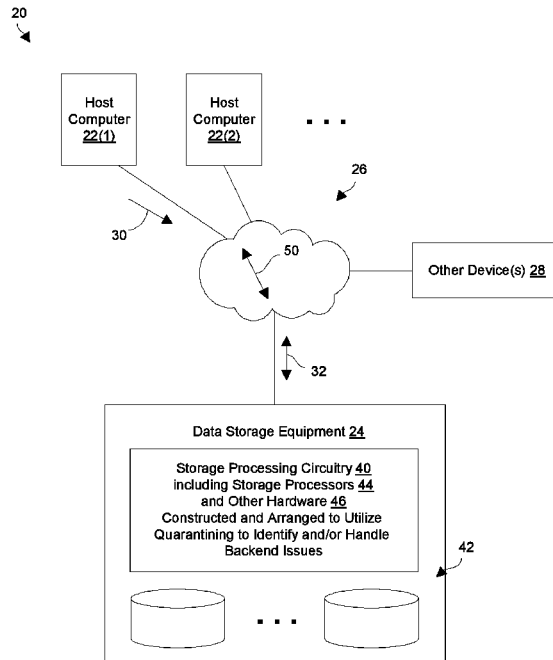 20
Host
Computer
22(1)
Host
Computer
22(2)
26
30
50
Other Device(s) 28
32
Data Storage Equipment 24
Storage Processing Circuitry 40
including Storage Processors 44
and Other Hardware 46
Constructed and Arranged to Utilize
Quarantining to Identify and/or Handle
Backend Issues
42